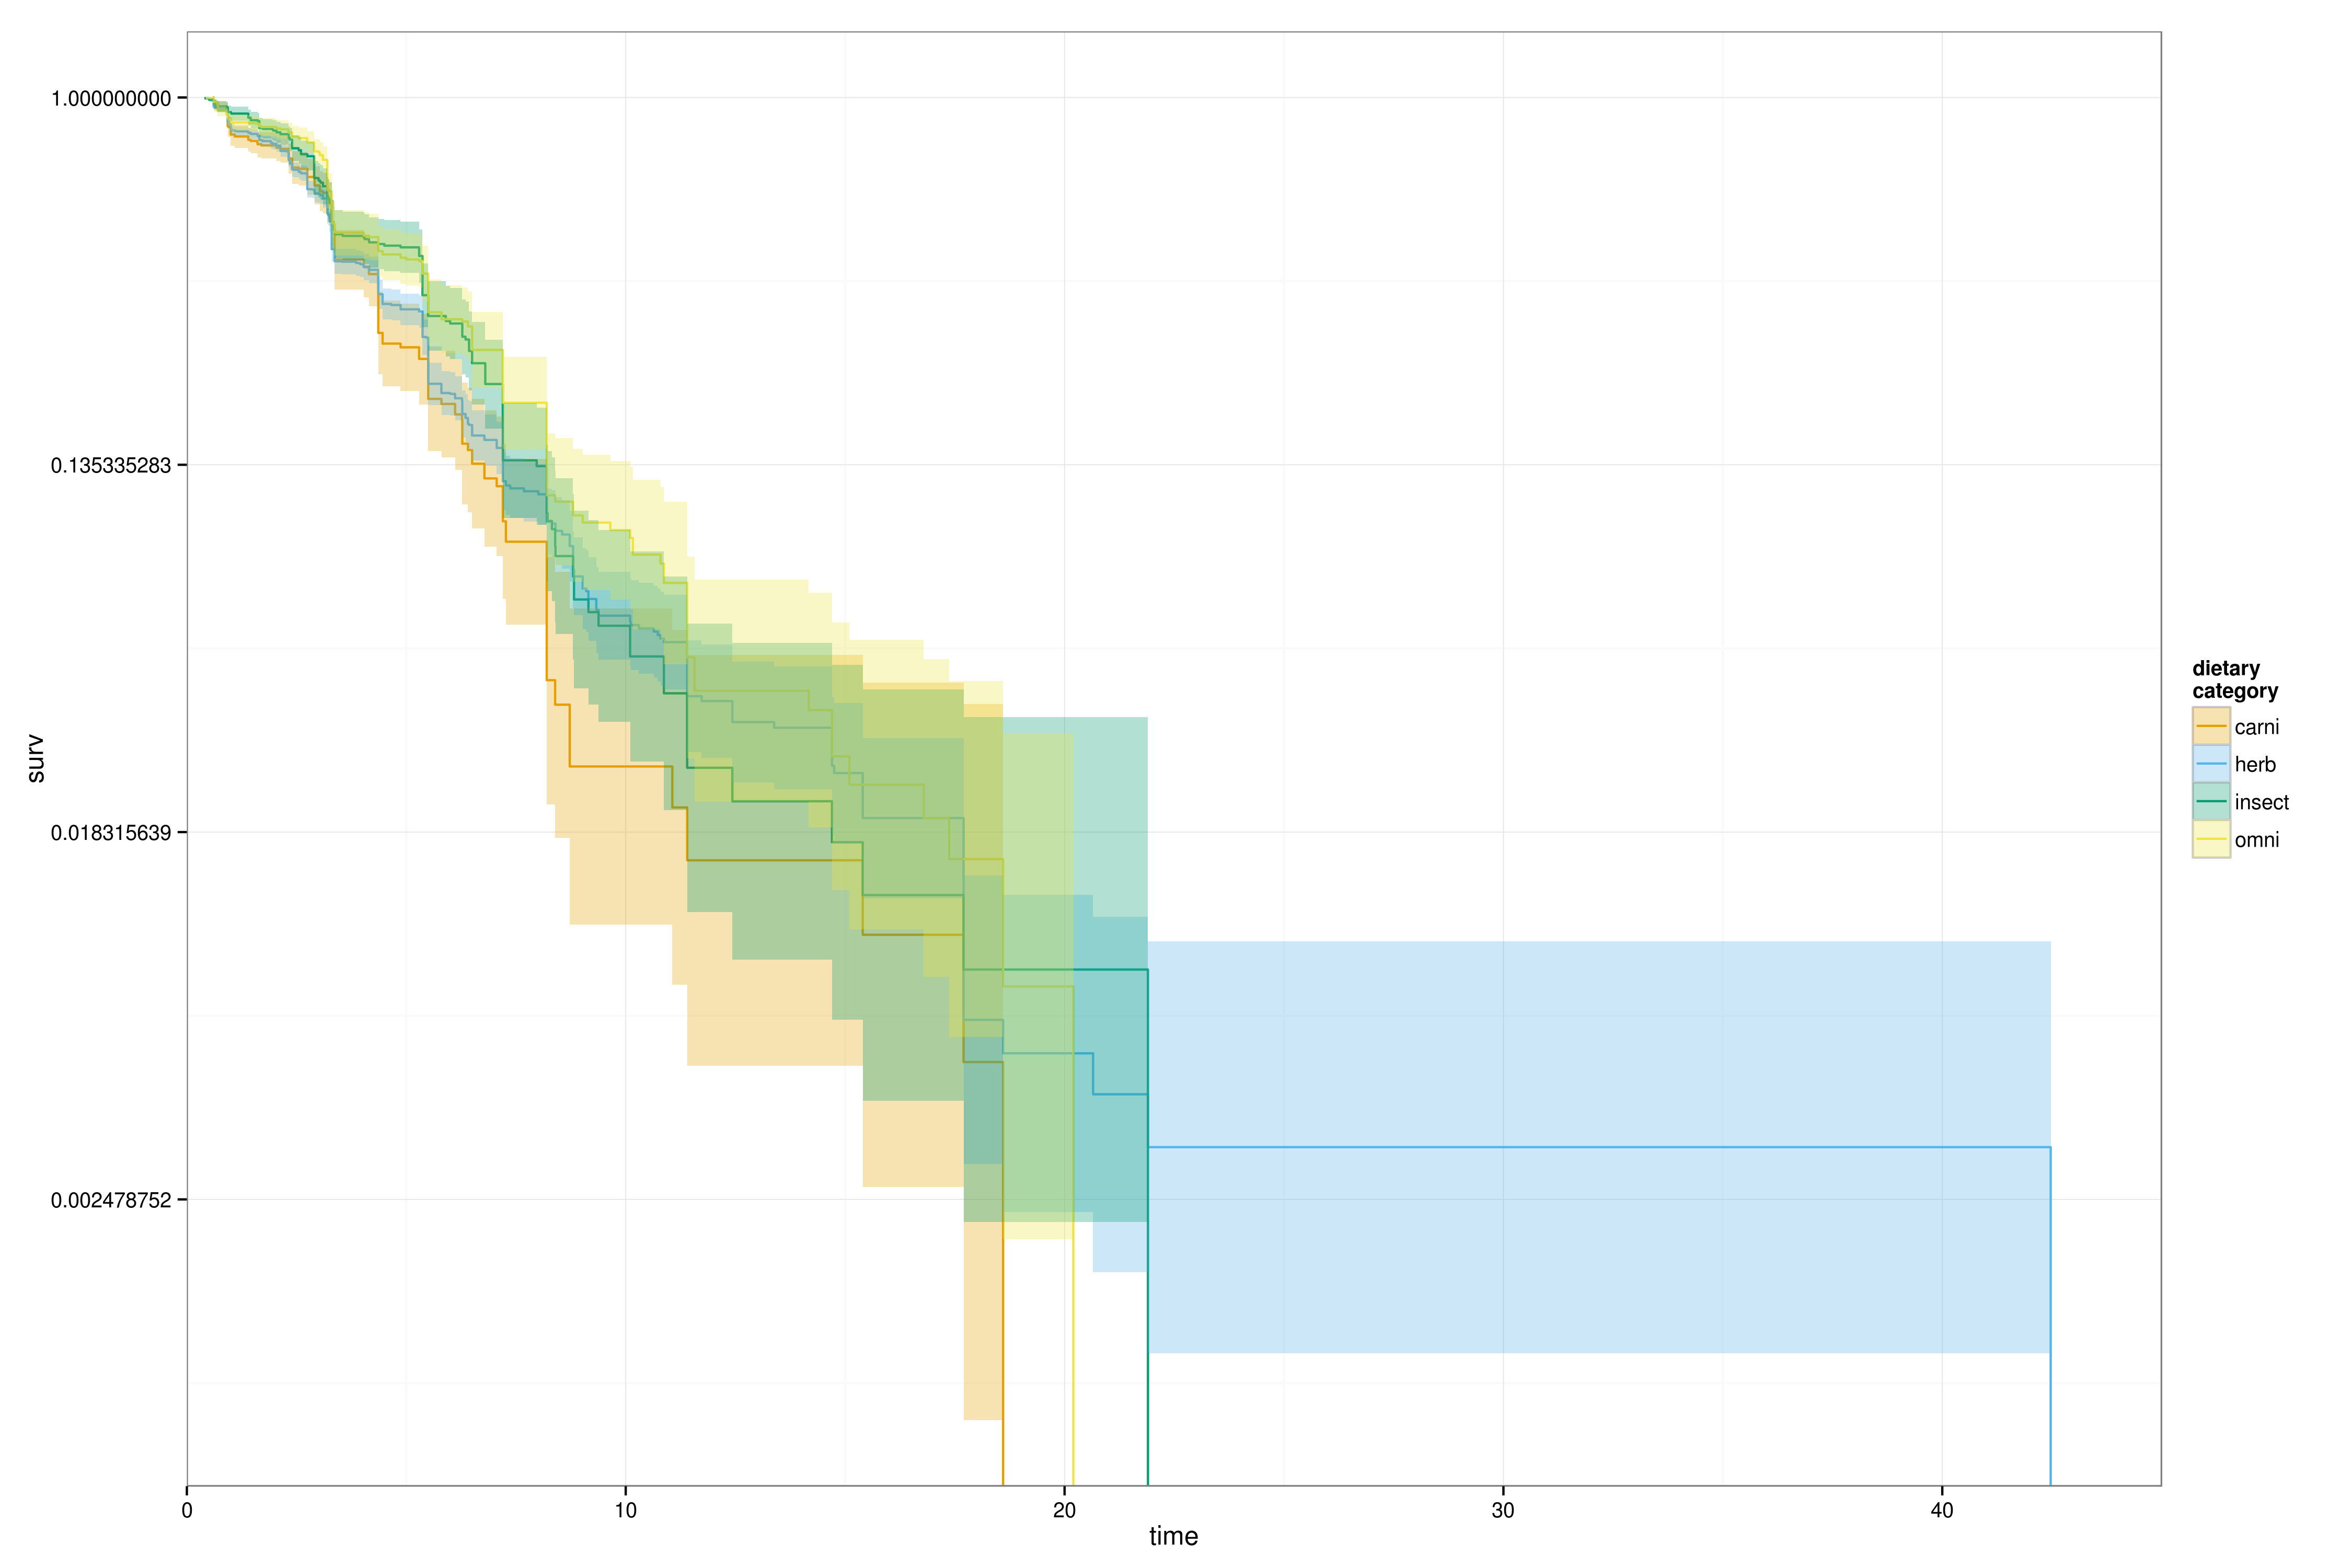 1.000000000
0.135335283
0.018315639
0.002478752
surv
0
10
20
30
40
time
dietary
category
carni
herb
insect
omni